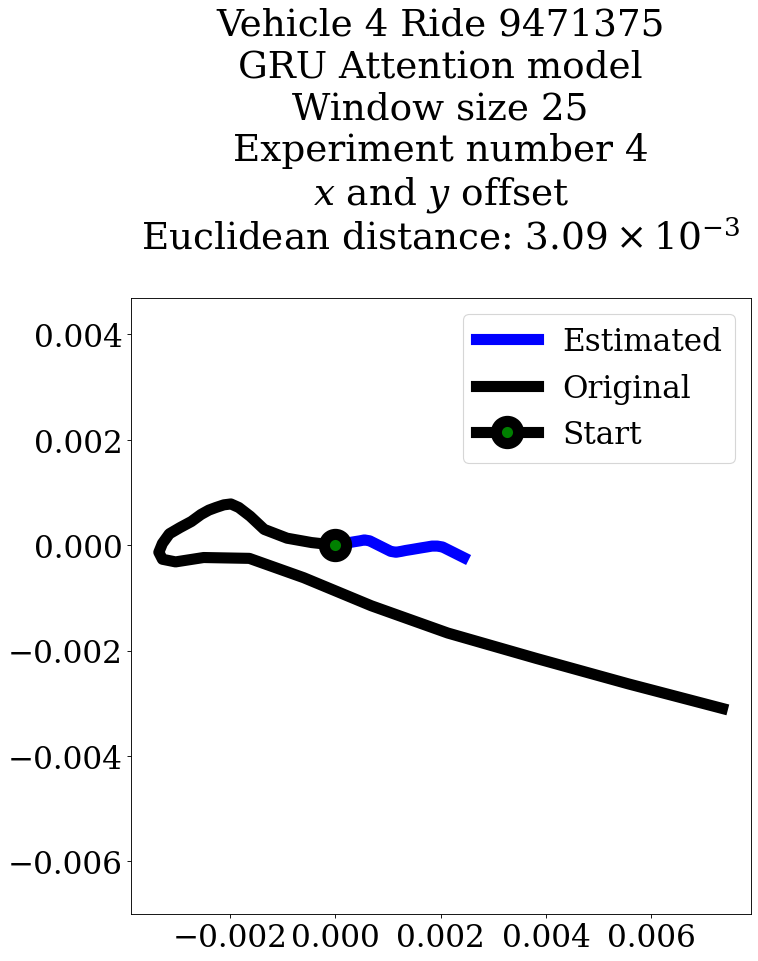 Vehicle 4 Ride 9471375
GRU Attention model
Window size 25
Experiment number 4
x and y offset
Euclidean distance: 3.09 × 10⁻³
Estimated
Original
Start
0.004
0.002
0.000
−0.002
−0.004
−0.006
−0.002 0.000 0.002 0.004 0.006